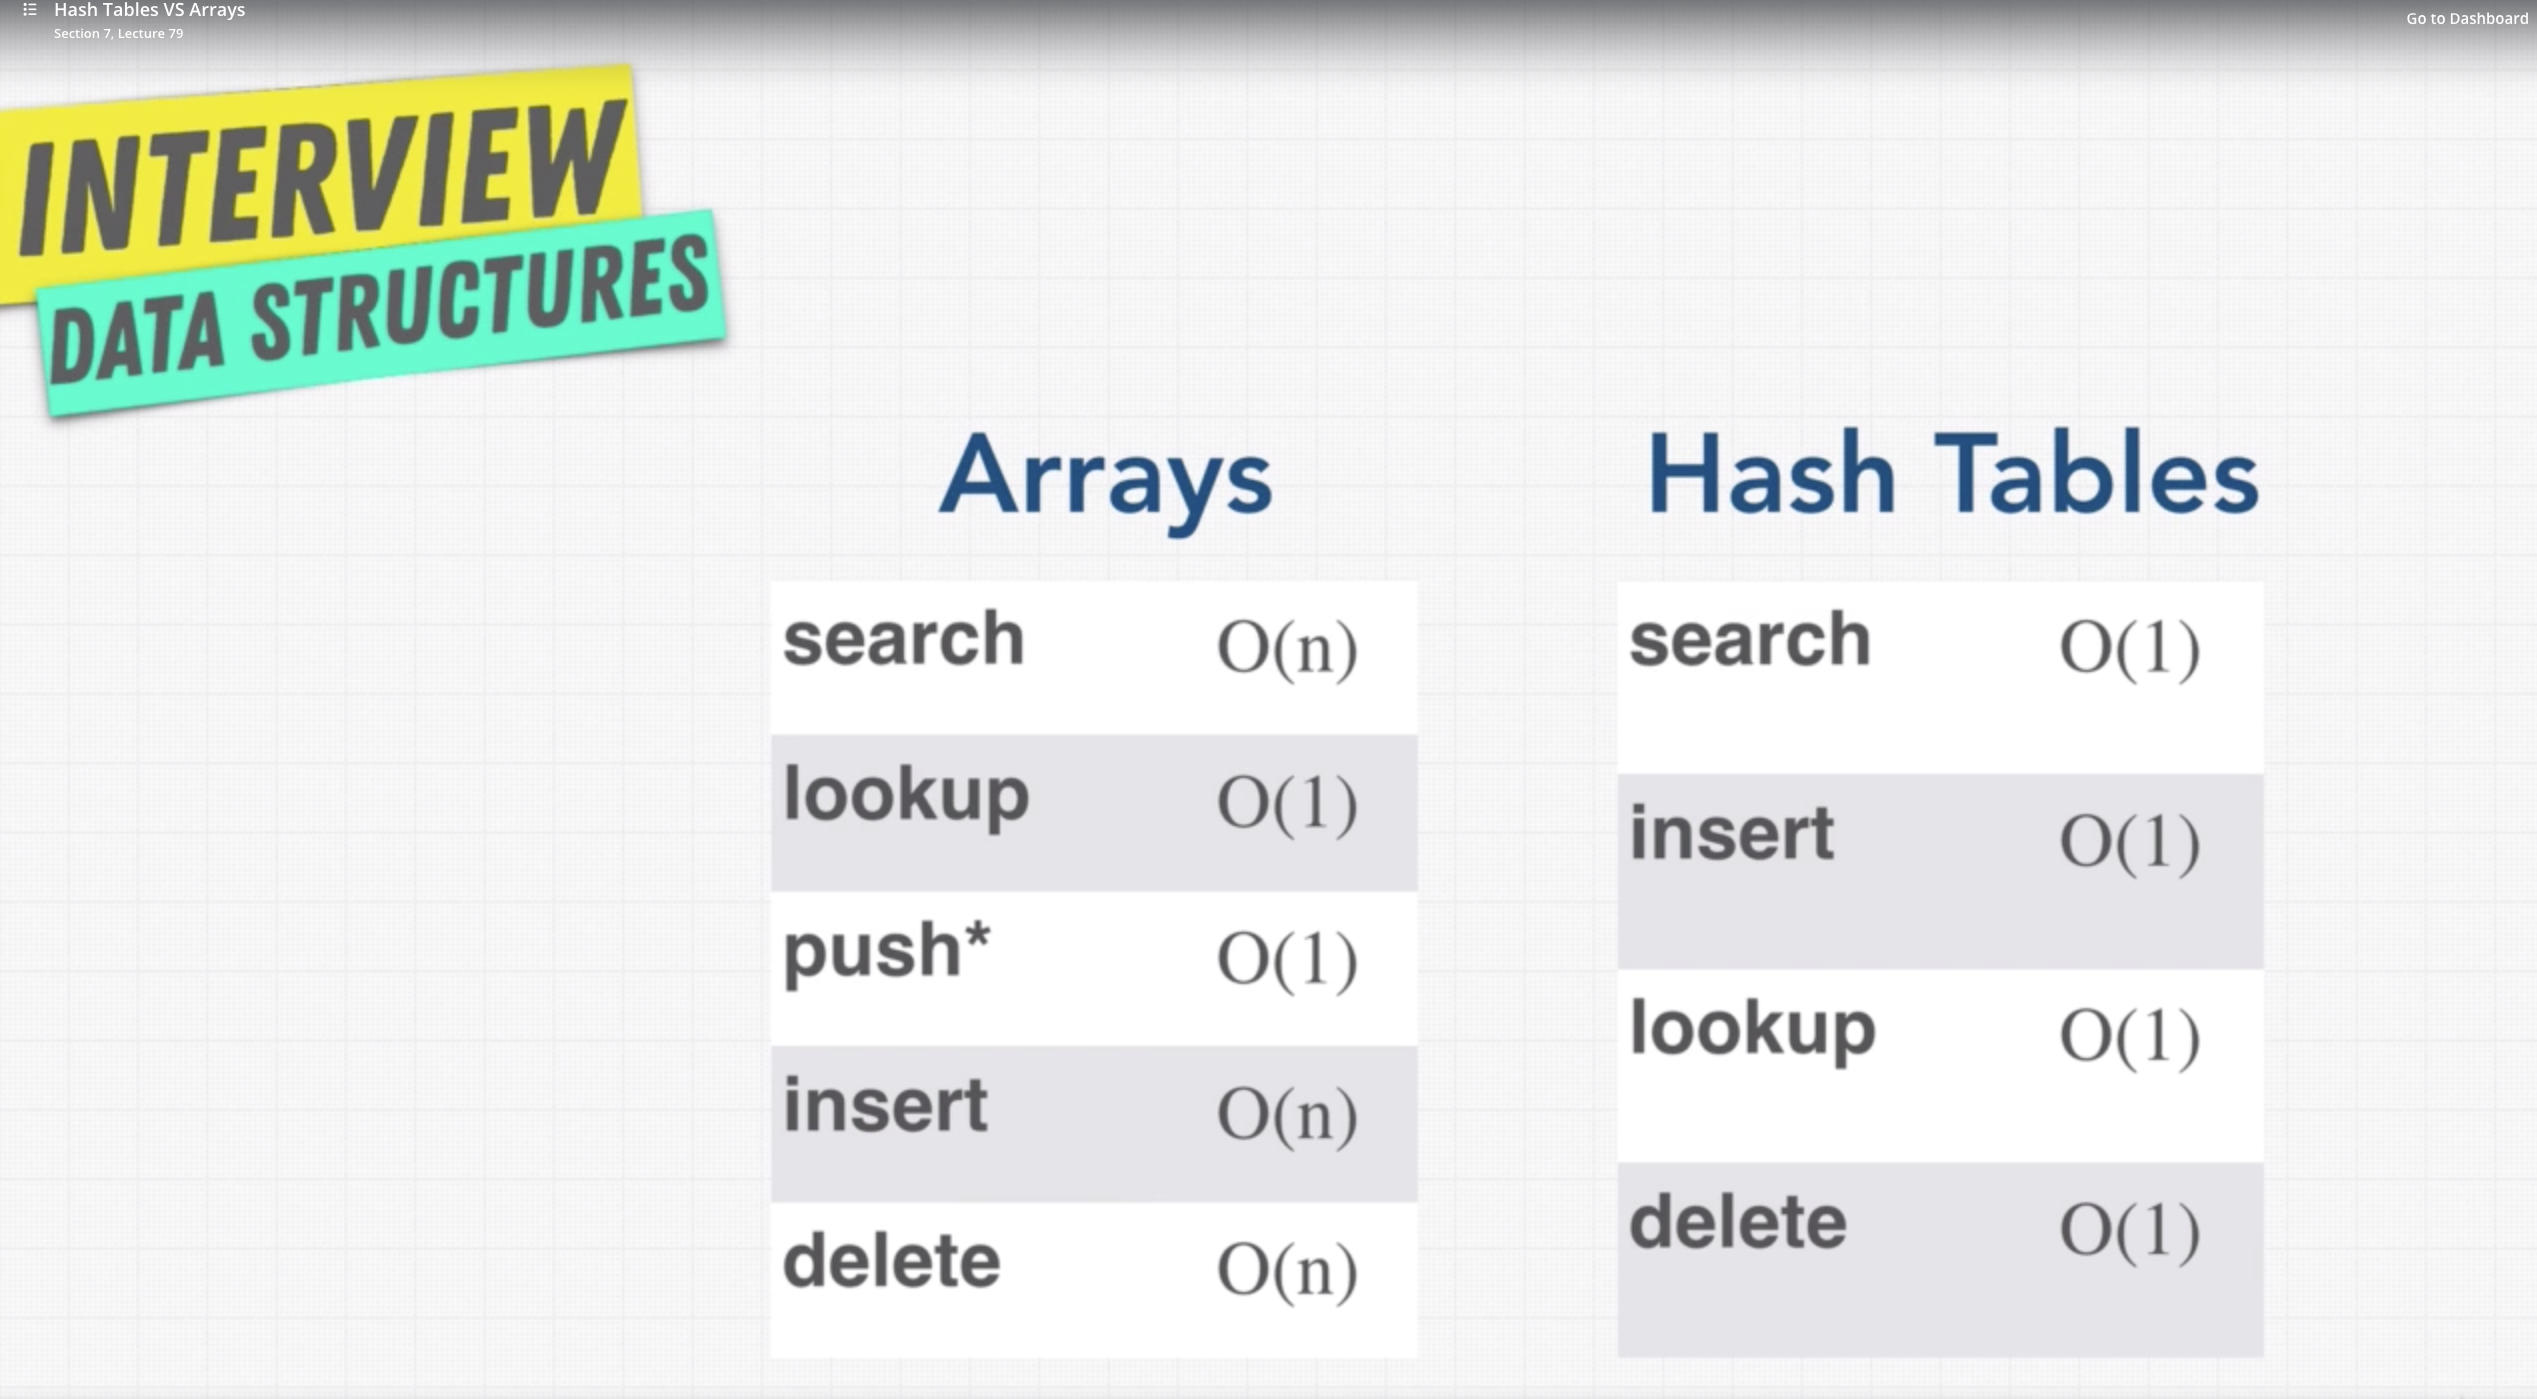 Hash Tables VS Arrays
Section 7, Lecture 79
Go to Dashboard
INTERVIEW
DATA STRUCTURES
Arrays
search O(n)
lookup O(1)
push* O(1)
insert O(n)
delete O(n)
Hash Tables
search O(1)
insert O(1)
lookup O(1)
delete O(1)